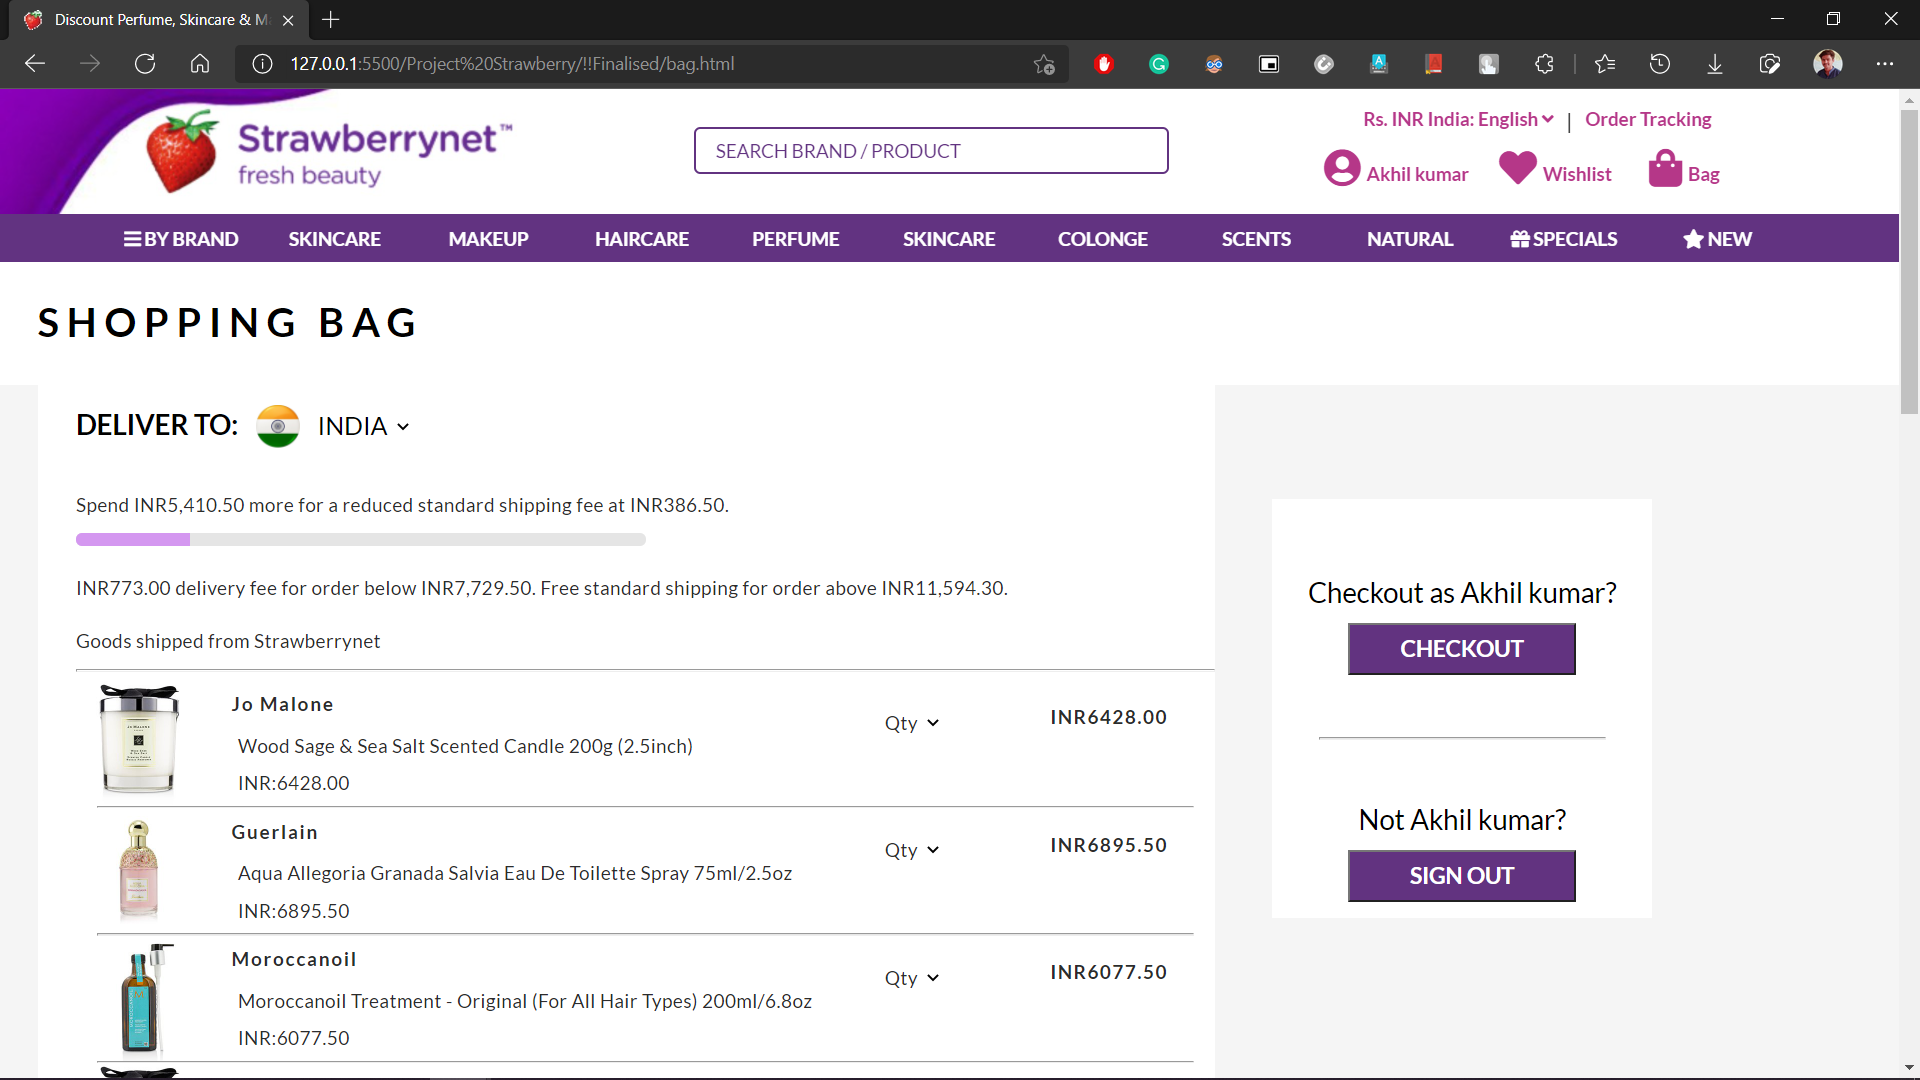 Discount Perfume, Skincare & M
127.0.0.1:5500/Project%20Strawberry/!!Finalised/bag.html
Strawberrynet™
fresh beauty
SEARCH BRAND / PRODUCT
Rs. INR India: English | Order Tracking
Akhil kumar Wishlist Bag
BY BRAND SKINCARE MAKEUP HAIRCARE PERFUME SKINCARE COLONGE SCENTS NATURAL SPECIALS NEW
SHOPPING BAG
DELIVER TO: INDIA
Spend INR5,410.50 more for a reduced standard shipping fee at INR386.50.
INR773.00 delivery fee for order below INR7,729.50. Free standard shipping for order above INR11,594.30.
Goods shipped from Strawberrynet
Jo Malone
Wood Sage & Sea Salt Scented Candle 200g (2.5inch)
INR:6428.00
Qty
INR6428.00
Guerlain
Aqua Allegoria Granada Salvia Eau De Toilette Spray 75ml/2.5oz
INR:6895.50
Qty
INR6895.50
Moroccanoil
Moroccanoil Treatment - Original (For All Hair Types) 200ml/6.8oz
INR:6077.50
Qty
INR6077.50
Checkout as Akhil kumar?
CHECKOUT
Not Akhil kumar?
SIGN OUT